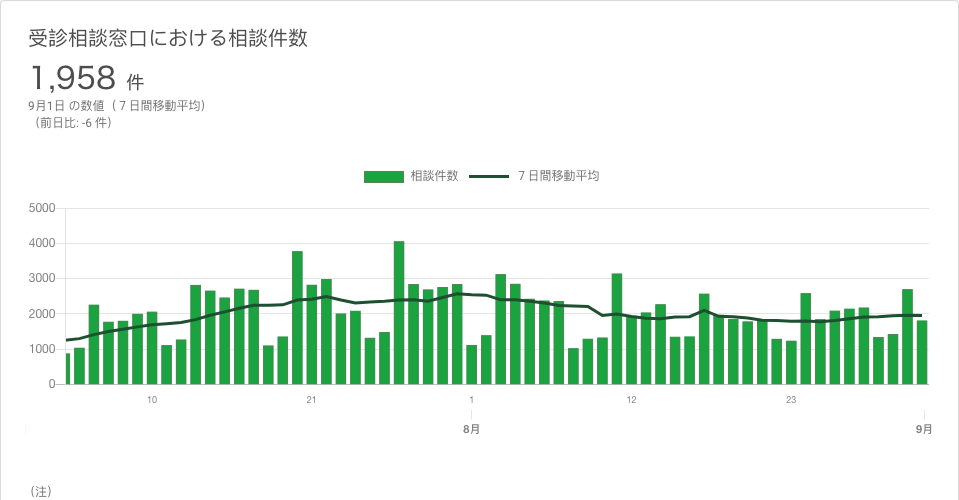 受診相談窓口における相談件数
1,958 件
9月1日 の数値（７日間移動平均）
（前日比: -6 件）
相談件数 ７日間移動平均
5000
4000
3000
2000
1000
0
10 21 1 12 23
8月 9月
（注）